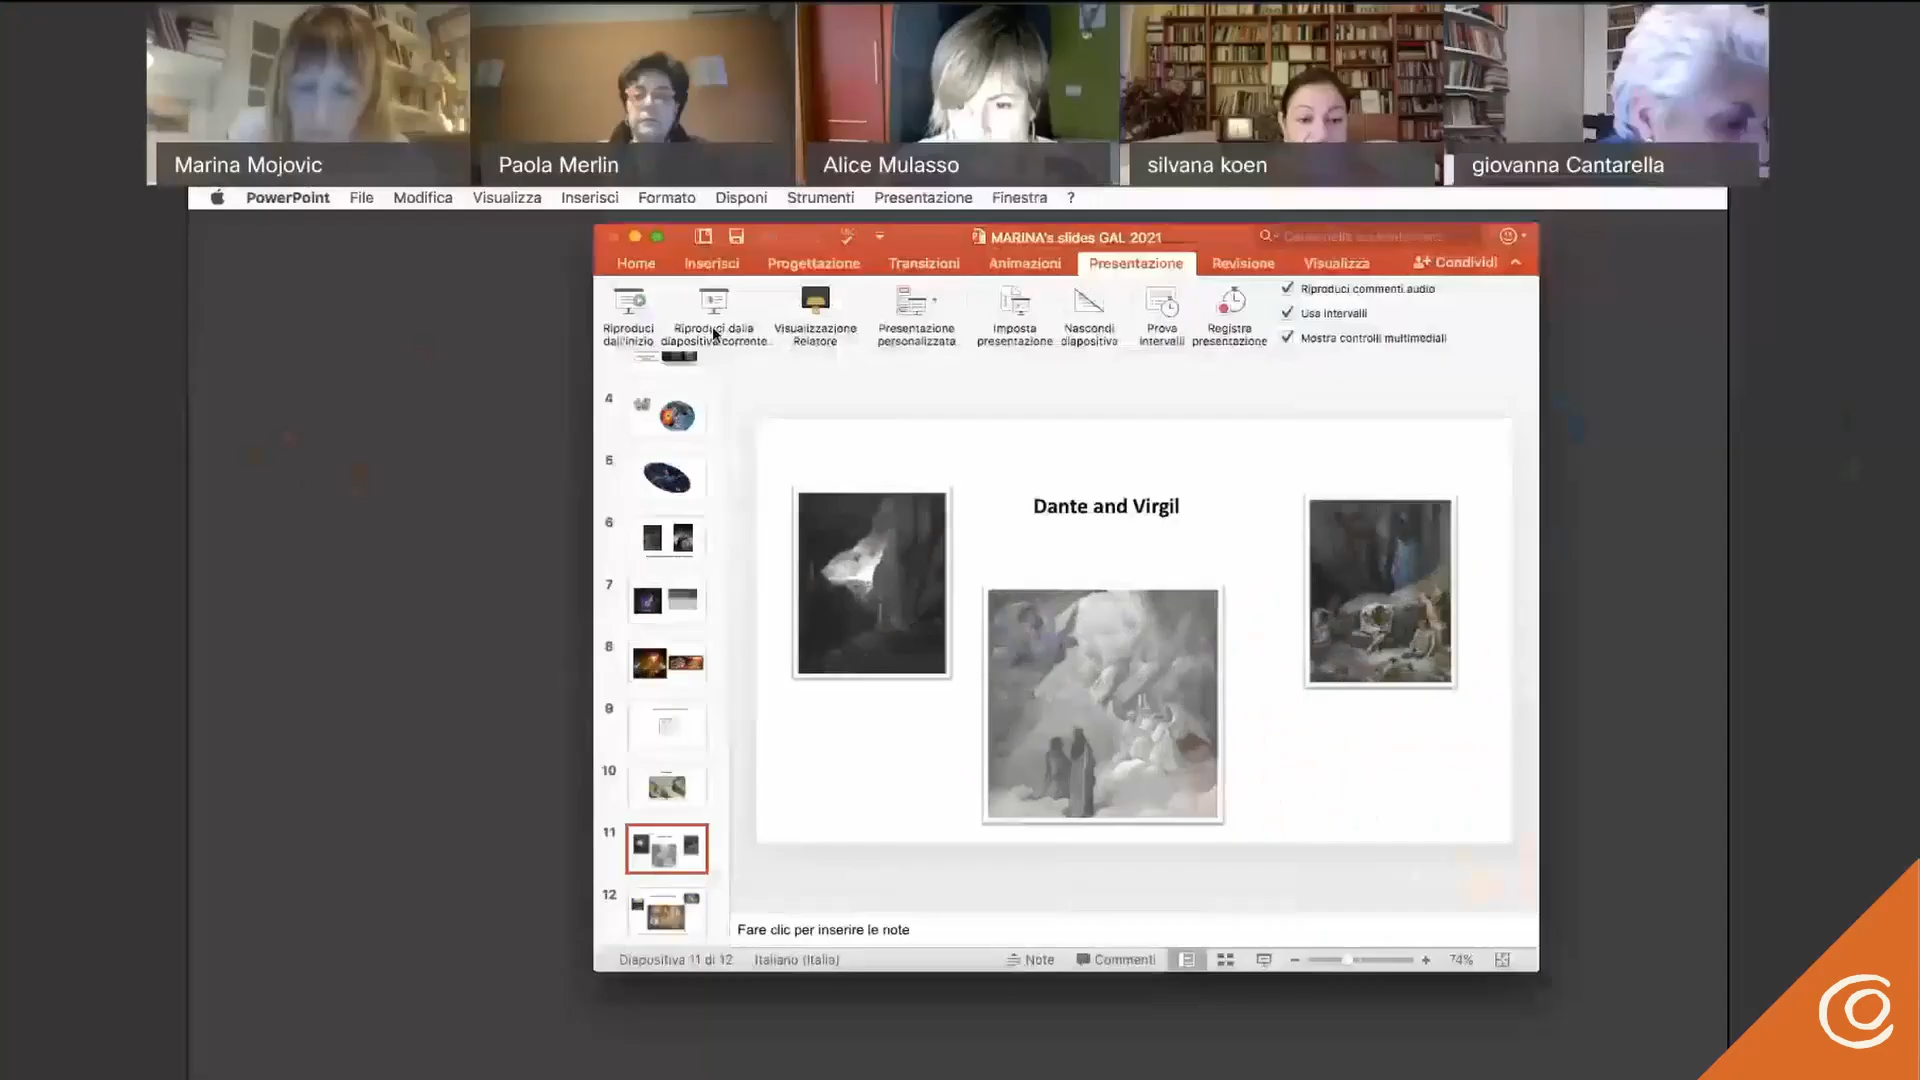 Marina Mojovic
Paola Merlin
Alice Mulasso
silvana koen
giovanna Cantarella
PowerPoint File Modifica Visualizza Inserisci Formato Disponi Strumenti Presentazione Finestra ?
MARINA's slides GAL 2021
Home Inserisci Progettazione Transizioni Animazioni Presentazione Revisione Visualizza Condividi
Riproduci dall'inizio
Riproduci dalla diapositiva corrente
Visualizzazione Relatore
Presentazione personalizzata
Imposta presentazione
Nascondi diapositiva
Prova intervalli
Registra presentazione
Riproduci commenti audio
Usa intervalli
Mostra controlli multimediali
4
5
6
7
8
9
10
11
12
Dante and Virgil
Fare clic per inserire le note
Diapositiva 11 di 12 Italiano (Italia) Note Commenti 74%